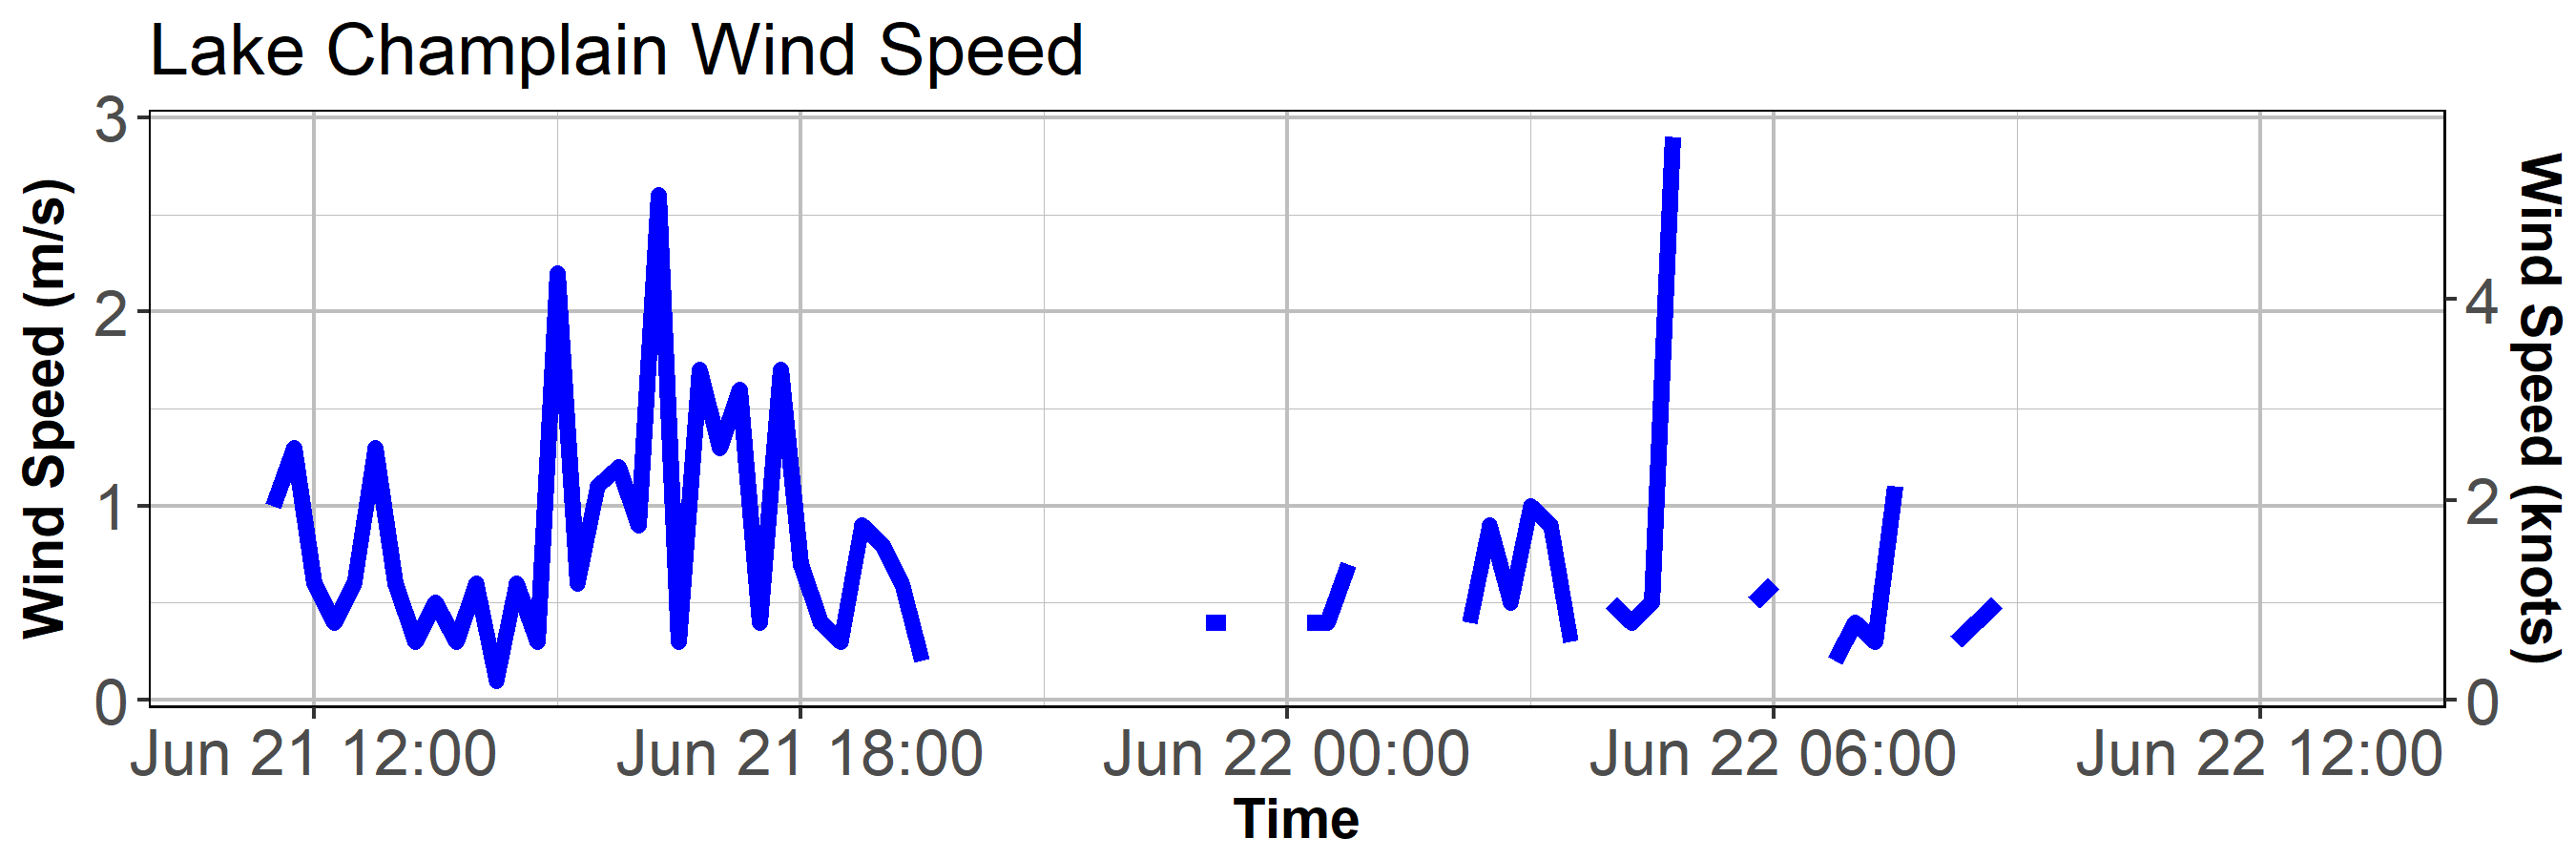 Lake Champlain Wind Speed
3
2
1
0
Wind Speed (m/s)
4
2
0
Wind Speed (knots)
Jun 21 12:00
Jun 21 18:00
Jun 22 00:00
Jun 22 06:00
Jun 22 12:00
Time